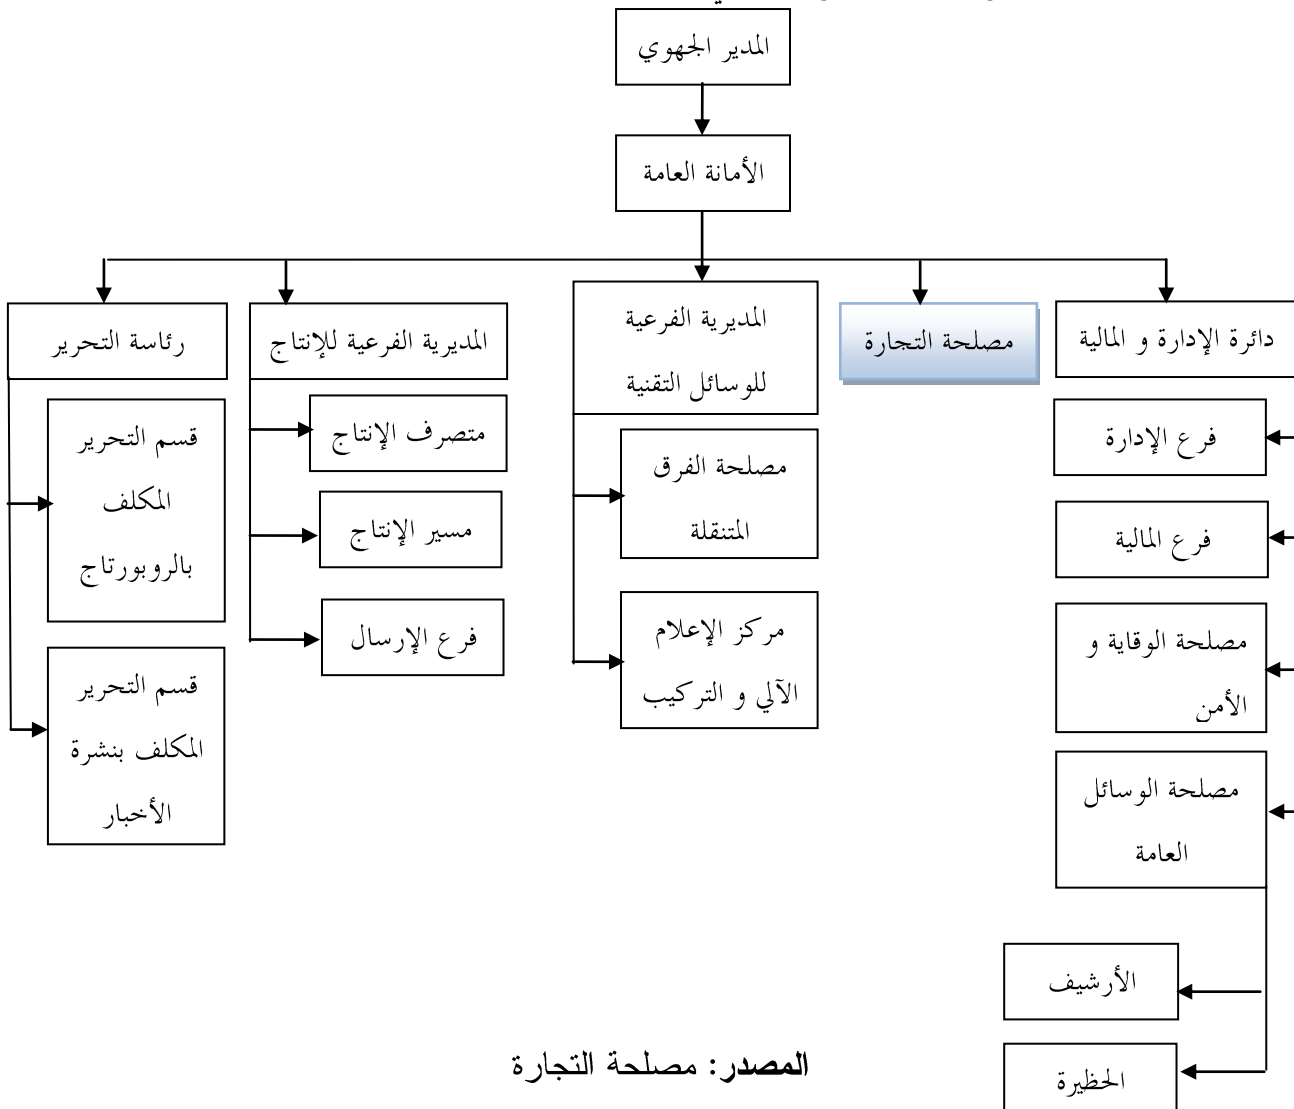 المدير الجهوي
الأمانة العامة
دائرة الإدارة و المالية
مصلحة التجارة
المديرية الفرعية
للوسائل التقنية
المديرية الفرعية للإنتاج
رئاسة التحرير
فرع الإدارة
فرع المالية
مصلحة الوقاية و
الأمن
مصلحة الوسائل
العامة
الأرشيف
الحظيرة
مصلحة الفرق
المتنقلة
مركز الإعلام
الآلي و التركيب
متصرف الإنتاج
مسير الإنتاج
فرع الإرسال
قسم التحرير
المكلف
بالروبورتاج
قسم التحرير
المكلف بنشرة
الأخبار
المصدر: مصلحة التجارة